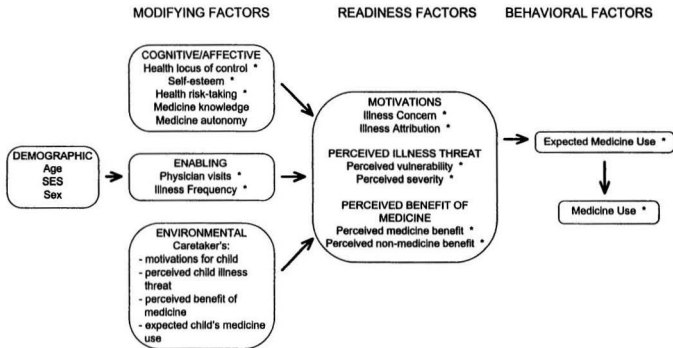 MODIFYING FACTORS
READINESS FACTORS
BEHAVIORAL FACTORS
DEMOGRAPHIC
Age
SES
Sex
COGNITIVE/AFFECTIVE
Health locus of control *
Self-esteem *
Health risk-taking *
Medicine knowledge
Medicine autonomy
ENABLING
Physician visits *
Illness Frequency *
ENVIRONMENTAL
Caretaker's:
- motivations for child
- perceived child illness
threat
- perceived benefit of
medicine
- expected child's medicine
use
MOTIVATIONS
Illness Concern *
Illness Attribution *
PERCEIVED ILLNESS THREAT
Perceived vulnerability *
Perceived severity *
PERCEIVED BENEFIT OF
MEDICINE
Perceived medicine benefit *
Perceived non-medicine benefit *
Expected Medicine Use *
Medicine Use *